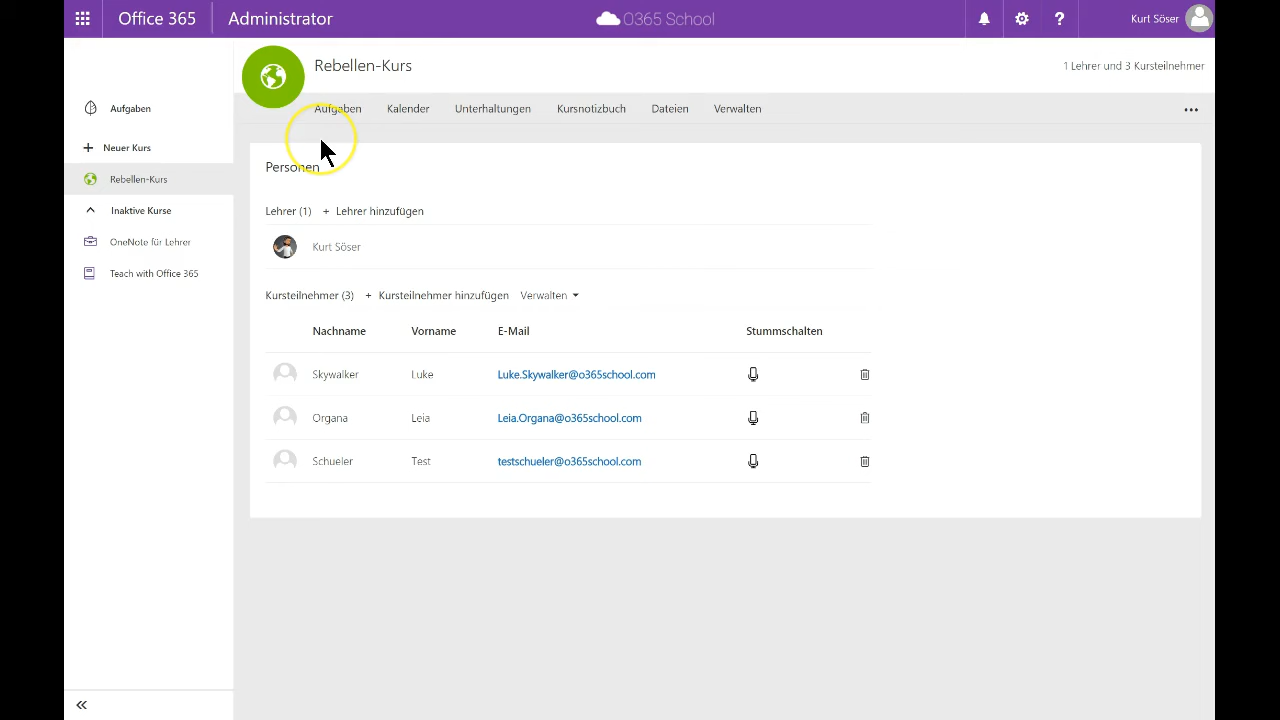 Office 365 Administrator O365 School Kurt Söser
Rebellen-Kurs 1 Lehrer und 3 Kursteilnehmer
Aufgaben Kalender Unterhaltungen Kursnotizbuch Dateien Verwalten
Aufgaben
Neuer Kurs
Rebellen-Kurs
Inaktive Kurse
OneNote für Lehrer
Teach with Office 365
Personen
Lehrer (1) + Lehrer hinzufügen
Kurt Söser
Kursteilnehmer (3) + Kursteilnehmer hinzufügen Verwalten
Nachname Vorname E-Mail Stummschalten
Skywalker Luke Luke.Skywalker@o365school.com
Organa Leia Leia.Organa@o365school.com
Schueler Test testschueler@o365school.com